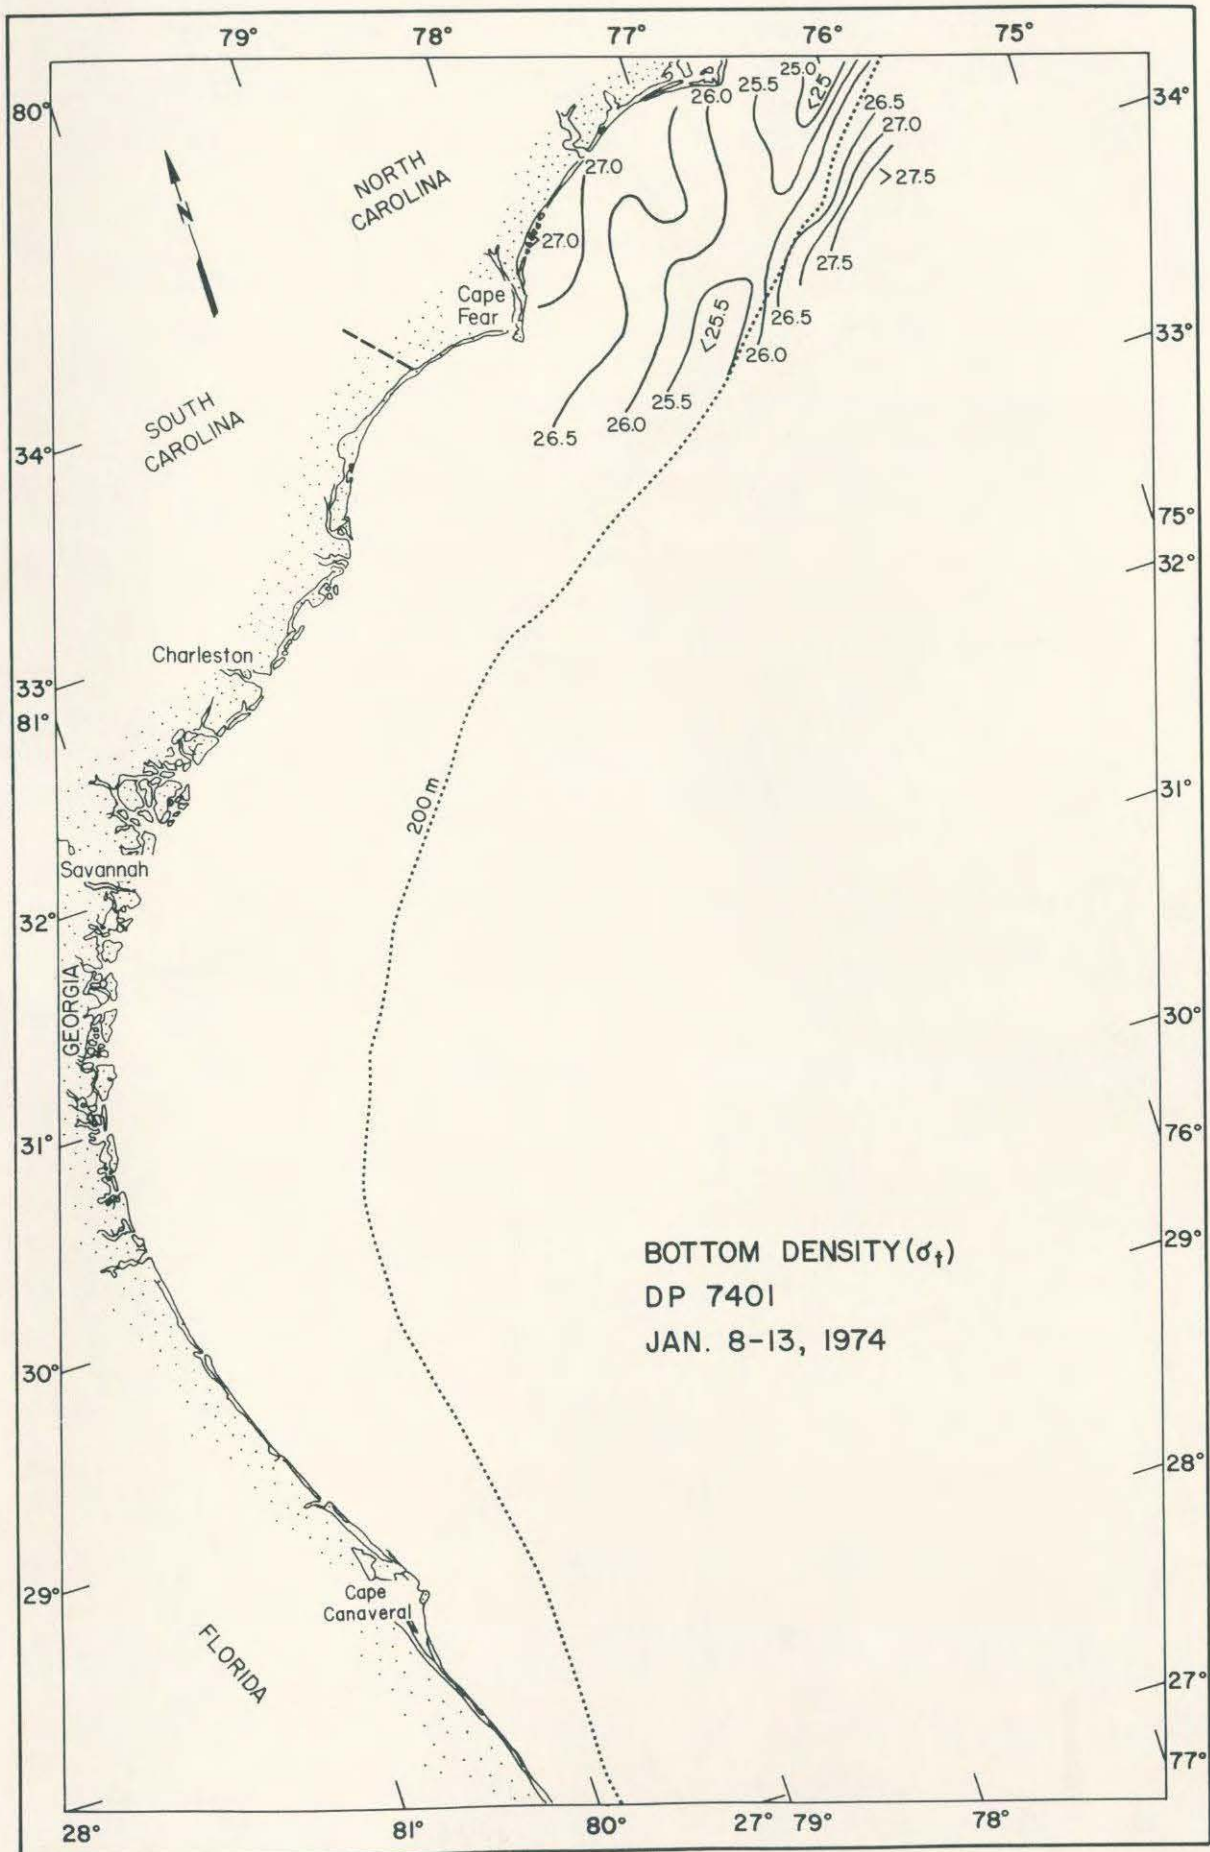 79° 78° 77° 76° 75°
80°
34°
NORTH
CAROLINA
N
26.0
25.5
25.0
<25
26.5
27.0
>27.5
27.0
>27.0
27.5
Cape
Fear
<25.5
26.5
26.0
33°
25.5
26.0
26.5
SOUTH
CAROLINA
34°
75°
32°
Charleston
33°
81°
200 m
31°
Savannah
32°
GEORGIA
30°
31°
76°
29°
BOTTOM DENSITY (σt)
DP 7401
JAN. 8-13, 1974
30°
28°
29°
Cape
Canaveral
FLORIDA
27°
77°
28° 81° 80° 27° 79° 78°